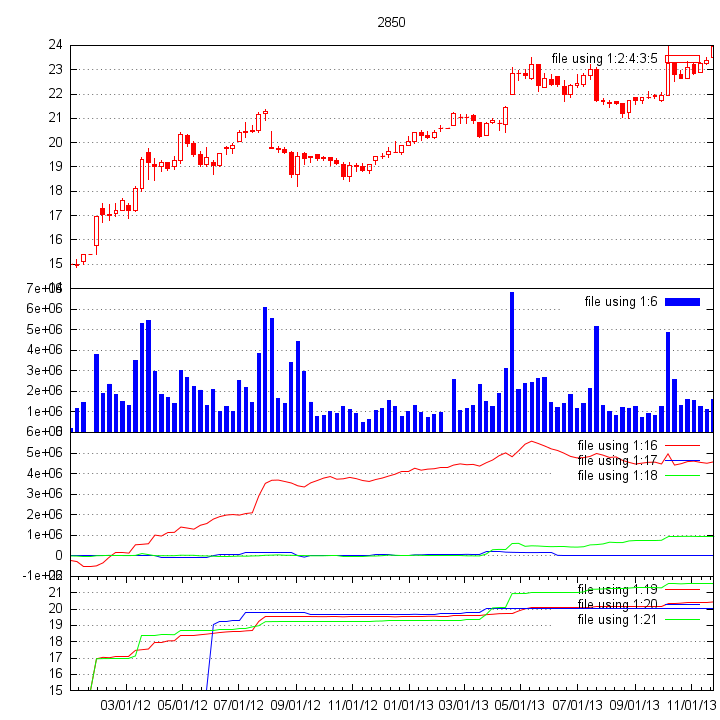 2850
24
file using 1:2:4:3:5
23
22
21
20
19
18
17
16
15
7e+06
file using 1:6
6e+06
5e+06
4e+06
3e+06
2e+06
1e+06
file using 1:16
5e+06
file using 1:17
4e+06
file using 1:18
3e+06
2e+06
1e+06
0
-1e+06
21
file using 1:19
20
file using 1:20
19
file using 1:21
18
17
16
15
03/01/12 05/01/12 07/01/12 09/01/12 11/01/12 01/01/13 03/01/13 05/01/13 07/01/13 09/01/13 11/01/13